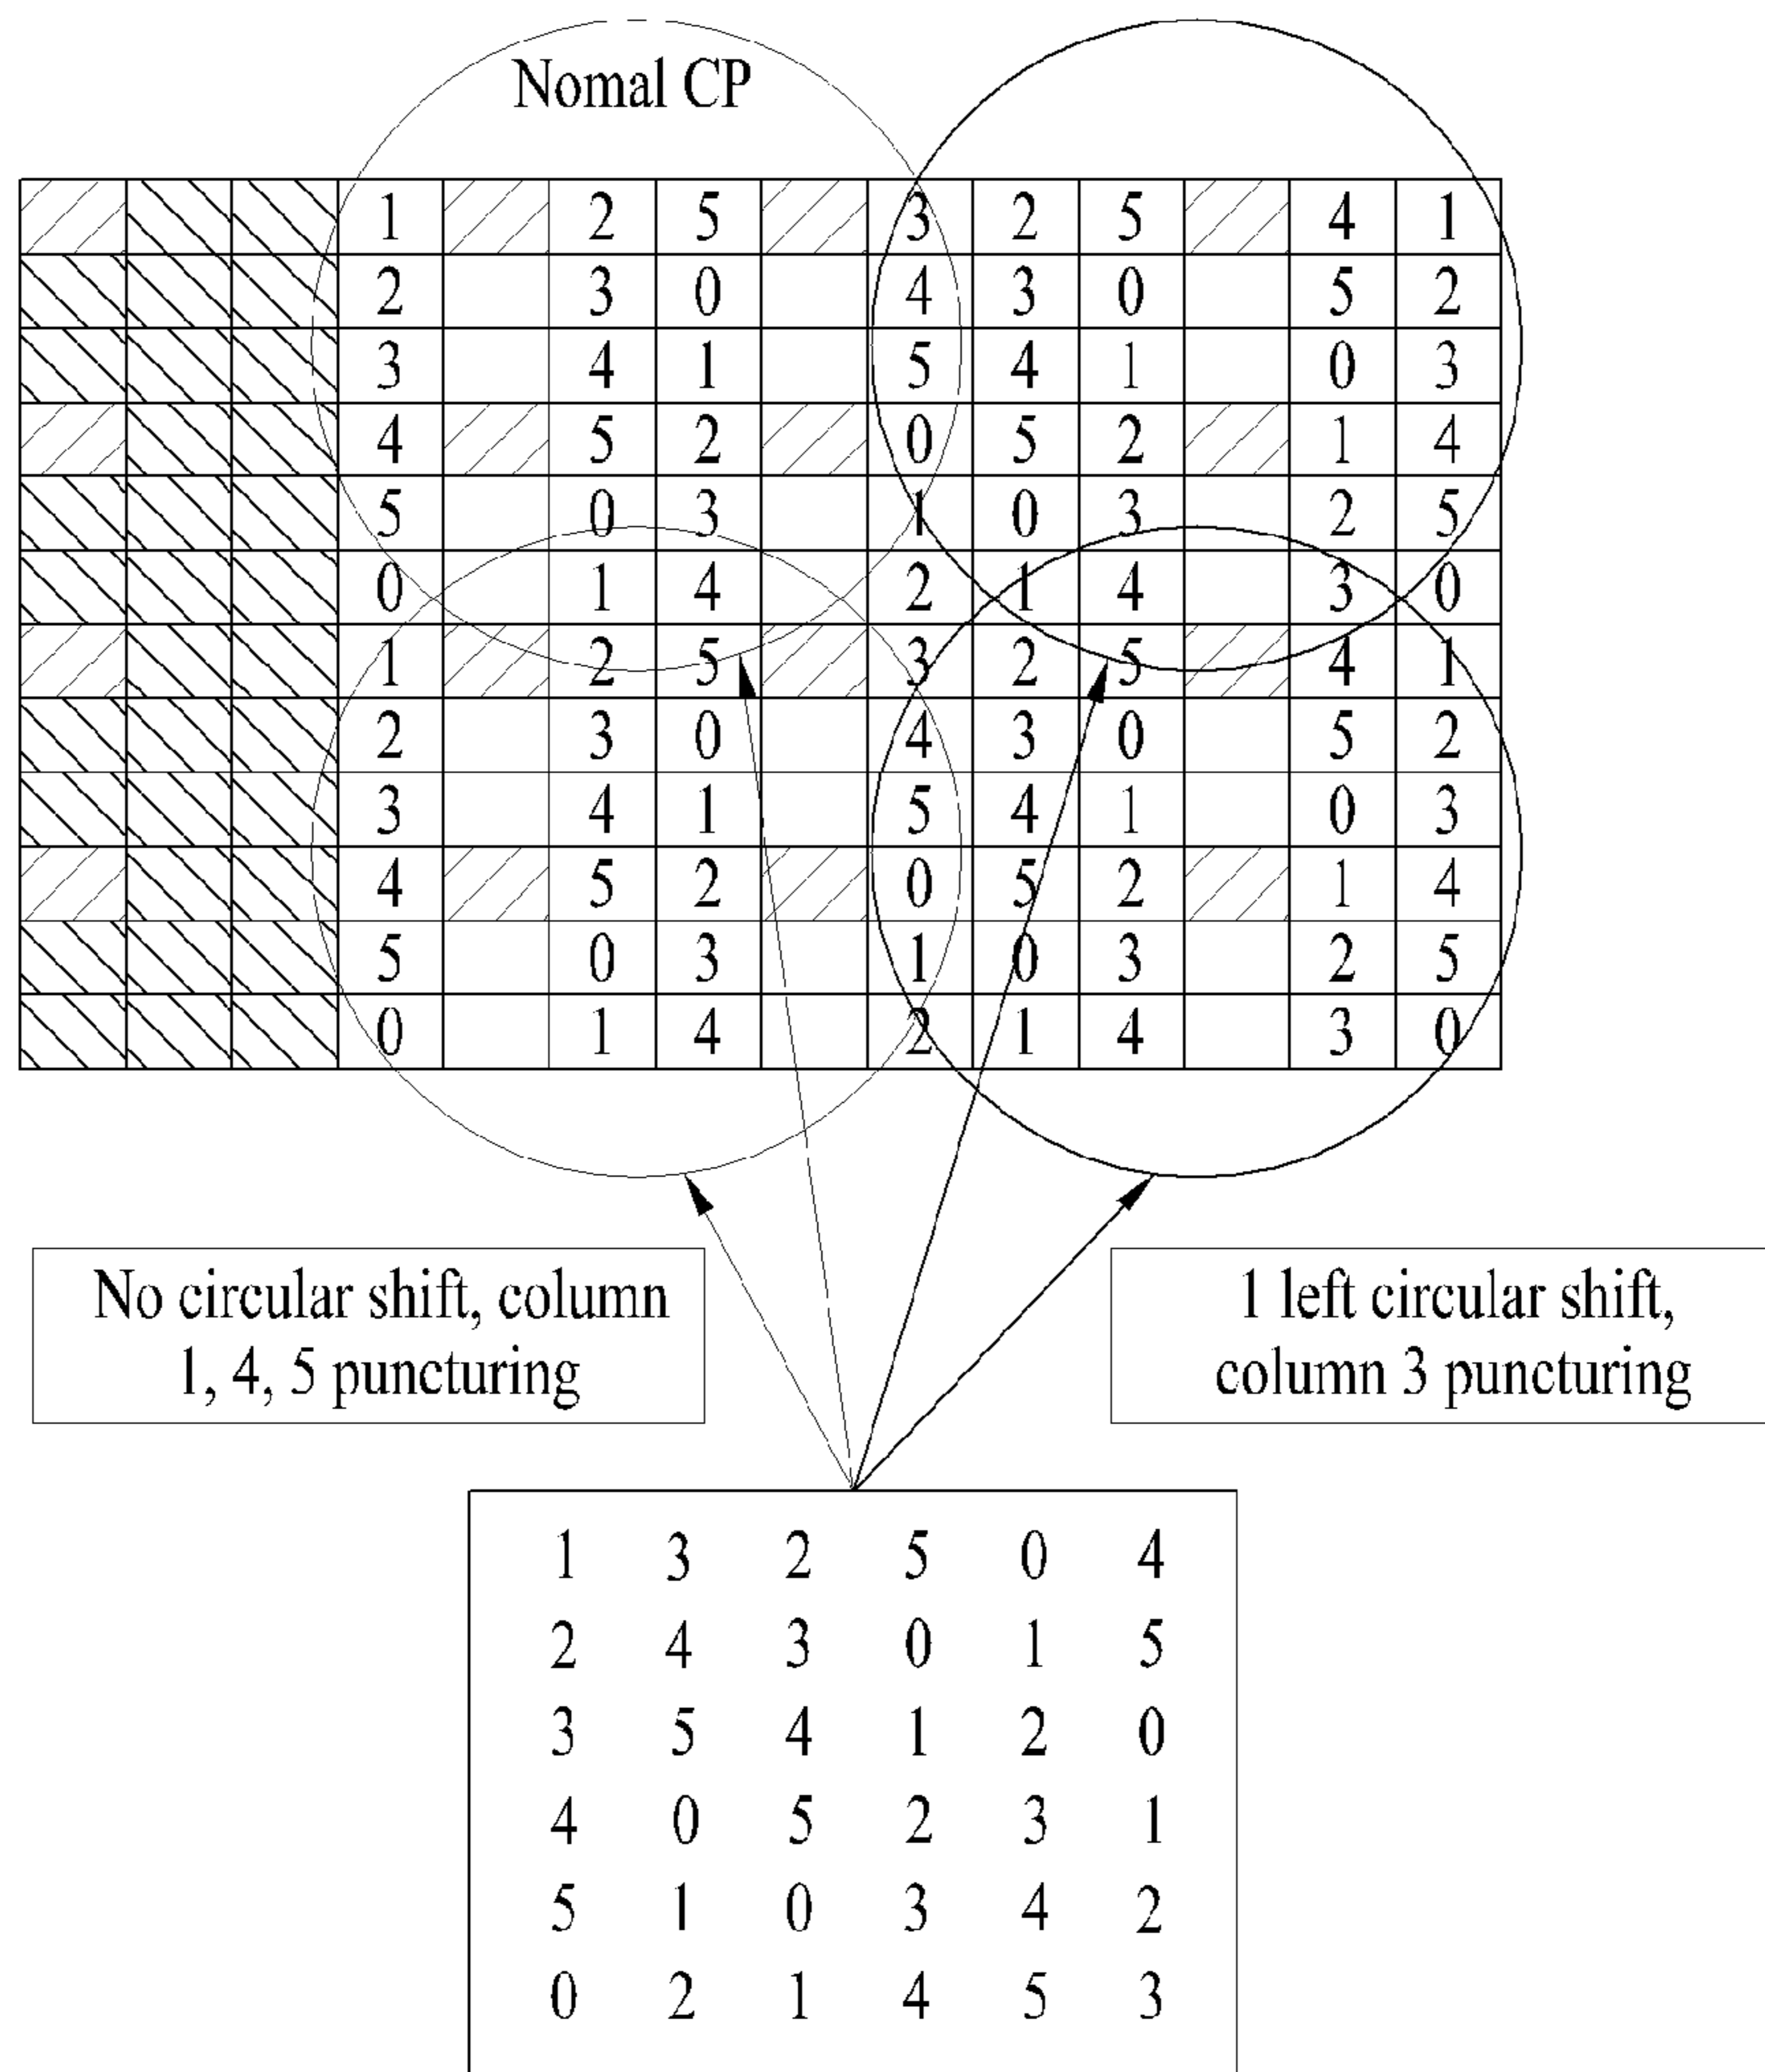 Nomal CP
1 2 5 3 2 5 4 1
2 3 0 4 3 0 5 2
3 4 1 5 4 1 0 3
4 5 2 0 5 2 1 4
5 0 3 1 0 3 2 5
0 1 4 2 1 4 3 0
1 2 5 3 2 5 4 1
2 3 0 4 3 0 5 2
3 4 1 5 4 1 0 3
4 5 2 0 5 2 1 4
5 0 3 1 0 3 2 5
0 1 4 2 1 4 3 0
No circular shift, column
1, 4, 5 puncturing
1 left circular shift,
column 3 puncturing
1 3 2 5 0 4
2 4 3 0 1 5
3 5 4 1 2 0
4 0 5 2 3 1
5 1 0 3 4 2
0 2 1 4 5 3